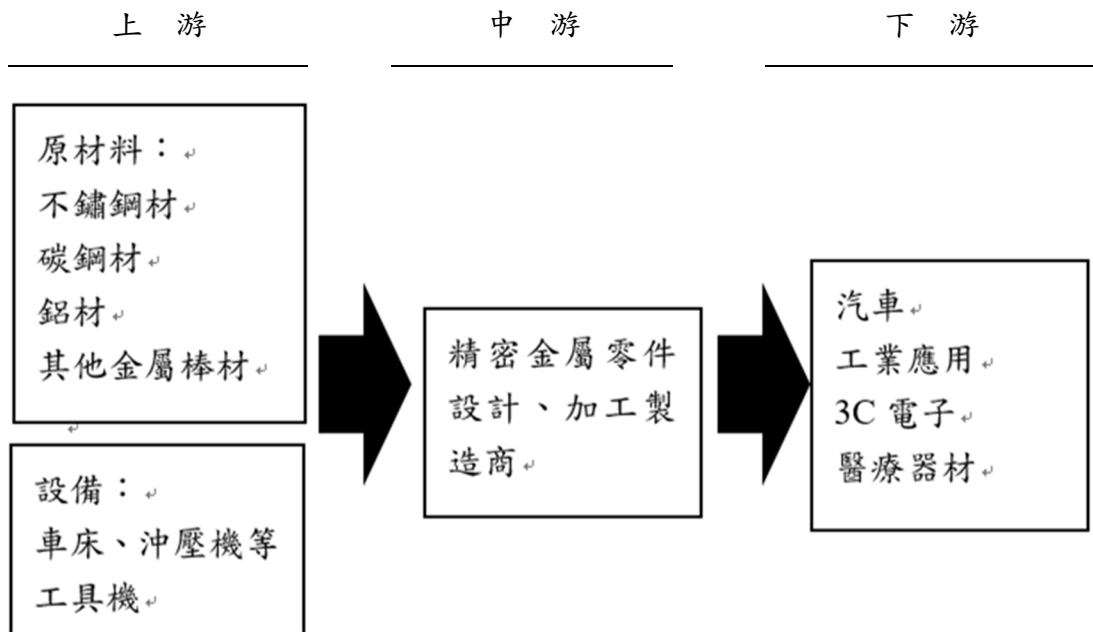 上 游
中 游
下 游
原材料：
不鏽鋼材
碳鋼材
鋁材
其他金屬棒材
設備：
車床、沖壓機等
工具機
精密金屬零件
設計、加工製
造商
汽車
工業應用
3C 電子
醫療器材